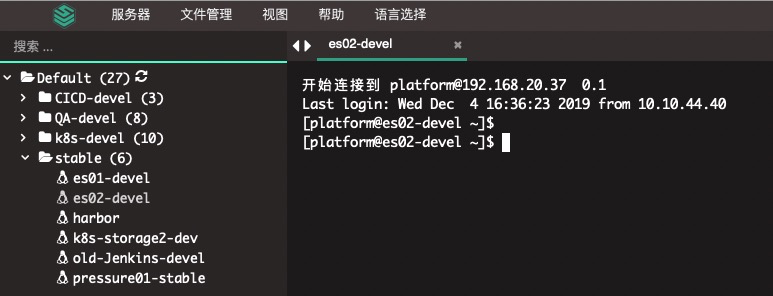 服务器 文件管理 视图 帮助 语言选择
搜索 ...
Default (27)
CICD-devel (3)
QA-devel (8)
k8s-devel (10)
stable (6)
es01-devel
es02-devel
harbor
k8s-storage2-dev
old-Jenkins-devel
pressure01-stable
es02-devel ×
开始连接到 platform@192.168.20.37  0.1
Last login: Wed Dec  4 16:36:23 2019 from 10.10.44.40
[platform@es02-devel ~]$
[platform@es02-devel ~]$